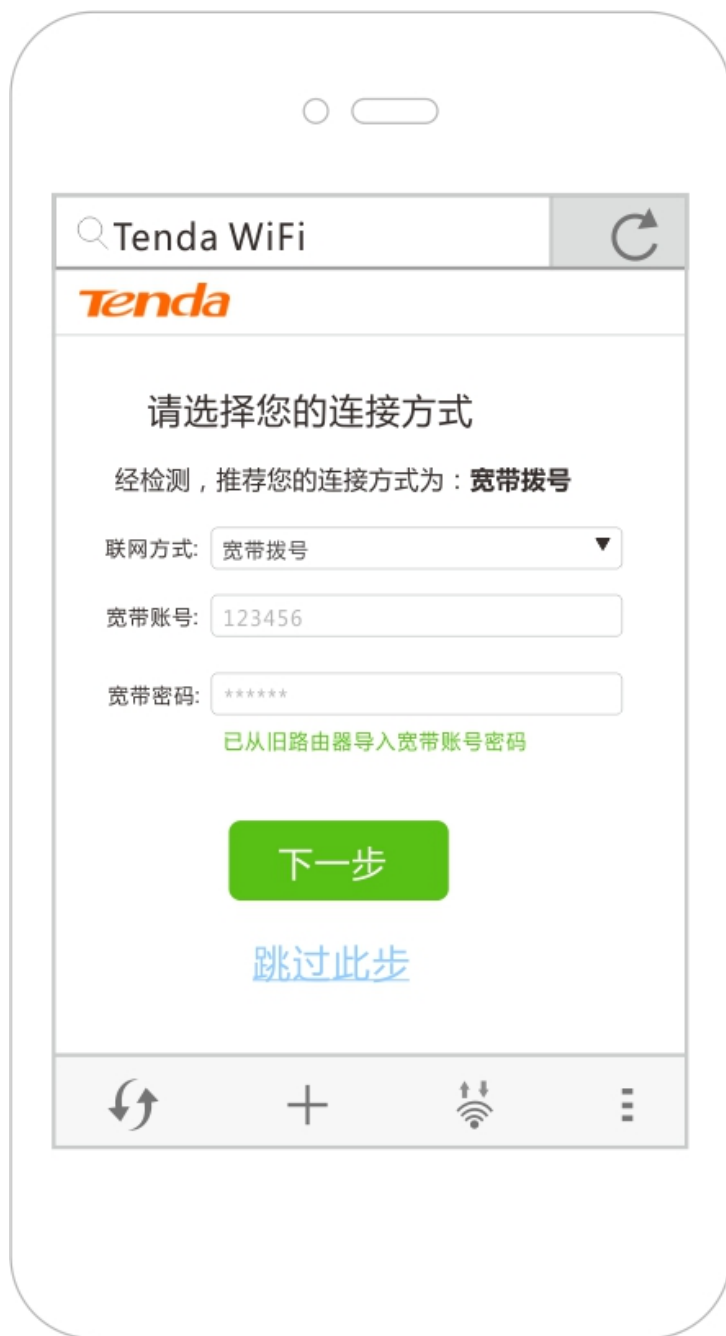 Tenda WiFi
Tenda
请选择您的连接方式
经检测，推荐您的连接方式为：宽带拨号
联网方式: 宽带拨号
宽带账号: 123456
宽带密码: ******
已从旧路由器导入宽带账号密码
下一步
跳过此步